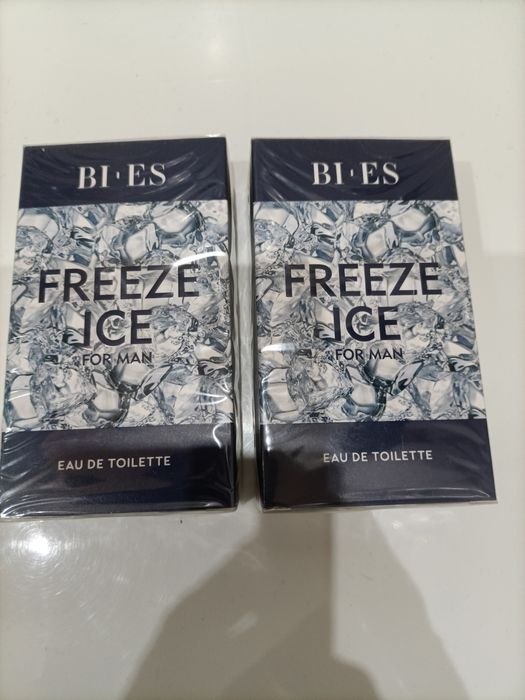 BI·ES
FREEZE
ICE
FOR MAN
EAU DE TOILETTE
BI·ES
FREEZE
ICE
FOR MAN
EAU DE TOILETTE